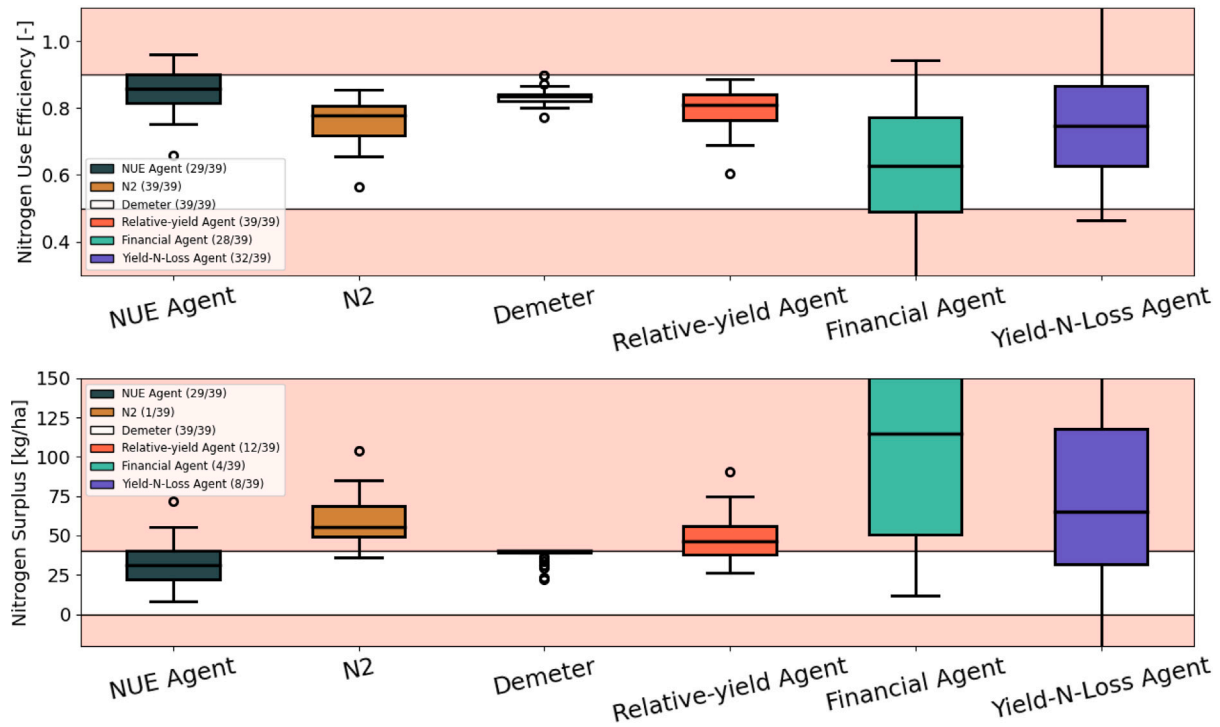 Nitrogen Use Efficiency [-]
1.0
0.8
0.6
0.4
NUE Agent (29/39)
N2 (39/39)
Demeter (39/39)
Relative-yield Agent (39/39)
Financial Agent (28/39)
Yield-N-Loss Agent (32/39)
NUE Agent
N2
Demeter
Relative-yield Agent
Financial Agent
Yield-N-Loss Agent
Nitrogen Surplus [kg/ha]
150
125
100
75
50
25
0
NUE Agent (29/39)
N2 (1/39)
Demeter (39/39)
Relative-yield Agent (12/39)
Financial Agent (4/39)
Yield-N-Loss Agent (8/39)
NUE Agent
N2
Demeter
Relative-yield Agent
Financial Agent
Yield-N-Loss Agent